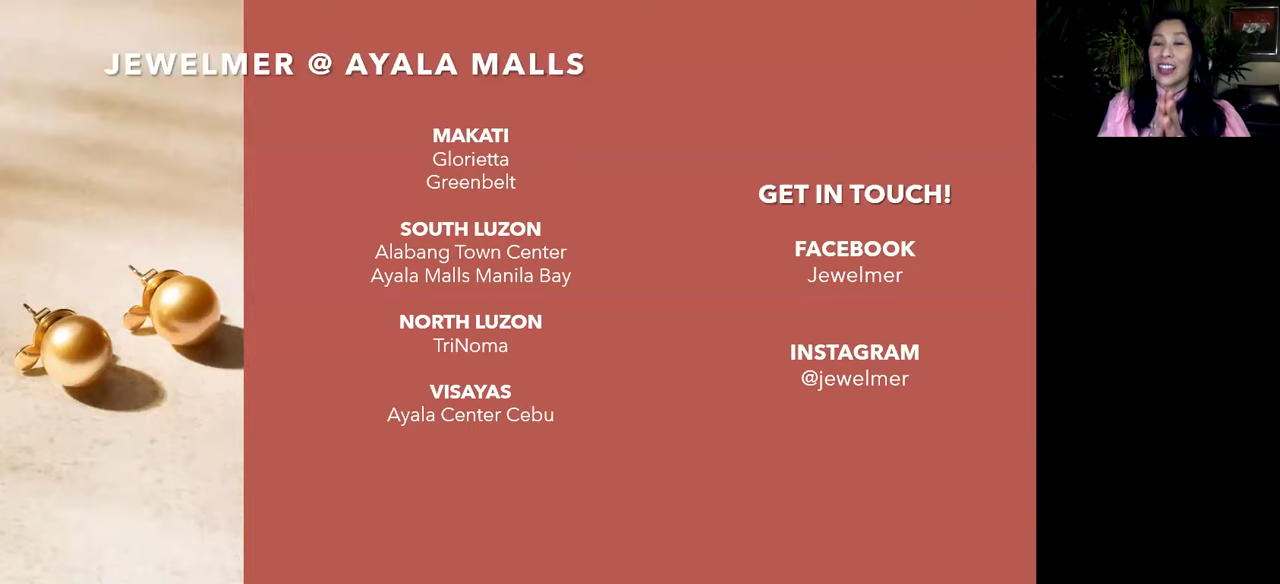 JEWELMER @ AYALA MALLS
MAKATI
Glorietta
Greenbelt
SOUTH LUZON
Alabang Town Center
Ayala Malls Manila Bay
NORTH LUZON
TriNoma
VISAYAS
Ayala Center Cebu
GET IN TOUCH!
FACEBOOK
Jewelmer
INSTAGRAM
@jewelmer